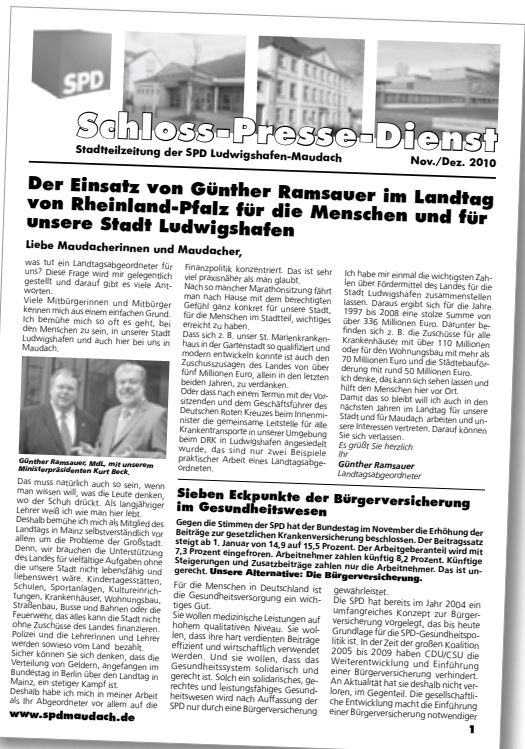 SPD
Schloss-Presse-Dienst
Stadtteilzeitung der SPD Ludwigshafen-Maudach
Nov./Dez. 2010
Der Einsatz von Günther Ramsauer im Landtag
von Rheinland-Pfalz für die Menschen und für
unsere Stadt Ludwigshafen
Liebe Maudacherinnen und Maudacher,
was tut ein Landtagsabgeordneter für
uns? Diese Frage wird mir gelegentlich
gestellt und darauf gibt es viele Ant-
worten.
Viele Mitbürgerinnen und Mitbürger
kennen mich aus einem einfachen Grund.
Ich bemühe mich so oft es geht, bei
den Menschen zu sein, in unserer Stadt
Ludwigshafen und auch hier bei uns in
Maudach.
Günther Ramsauer, MdL, mit unserem
Ministerpräsidenten Kurt Beck.
Das muss natürlich auch so sein, wenn
man wissen will, was die Leute denken,
wo der Schuh drückt. Als langjähriger
Lehrer weiß ich wie man hier lebt.
Deshalb bemühe ich mich als Mitglied des
Landtags in Mainz selbstverständlich vor
allem um die Probleme der Großstadt.
Denn, wir brauchen die Unterstützung
des Landes für vielfältige Aufgaben ohne
die unsere Stadt nicht lebensfähig und
liebenswert wäre. Kindertagesstätten,
Schulen, Sportanlagen, Kultureinrich-
tungen, Krankenhäuser, Wohnungsbau,
Straßenbau, Busse und Bahnen oder die
Feuerwehr, das alles kann die Stadt nicht
ohne Zuschüsse des Landes finanzieren.
Polizei und die Lehrerinnen und Lehrer
werden sowieso vom Land bezahlt.
Sicher können Sie sich denken, dass die
Verteilung von Geldern, angefangen im
Bundestag in Berlin über den Landtag in
Mainz, ein stetiger Kampf ist.
Deshalb habe ich mich in meiner Arbeit
als Ihr Abgeordneter vor allem auf die
Finanzpolitik konzentriert. Das ist sehr
viel praxisnäher als man glaubt.
Nach so mancher Marathonsitzung fährt
man nach Hause mit dem berechtigten
Gefühl ganz konkret für unsere Stadt,
für die Menschen im Stadtteil, wichtiges
erreicht zu haben.
Dass sich z. B. unser St. Marienkranken-
haus in der Gartenstadt so qualifiziert und
modern entwickeln konnte ist auch den
Zuschusszusagen des Landes von über
fünf Millionen Euro, allein in den letzten
beiden Jahren, zu verdanken.
Oder dass nach einem Termin mit der Vor-
sitzenden und dem Geschäftsführer des
Deutschen Roten Kreuzes beim Innenmi-
nister die gemeinsame Leitstelle für alle
Krankentransporte in unserer Umgebung
beim DRK in Ludwigshafen angesiedelt
wurde, das sind nur zwei Beispiele
praktischer Arbeit eines Landtagsabge-
ordneten.
Ich habe mir einmal die wichtigsten Zah-
len über Fördermittel des Landes für die
Stadt Ludwigshafen zusammenstellen
lassen. Daraus ergibt sich für die Jahre
1997 bis 2008 eine stolze Summe von
über 336 Millionen Euro. Darunter be-
finden sich z. B. die Zuschüsse für alle
Krankenhäuser mit über 110 Millionen
oder für den Wohnungsbau mit mehr als
70 Millionen Euro und die Städtebauför-
derung mit rund 50 Millionen Euro.
Ich denke, das kann sich sehen lassen und
hilft den Menschen hier vor Ort.
Damit das so bleibt will ich auch in den
nächsten Jahren im Landtag für unsere
Stadt und für Maudach arbeiten und un-
sere Interessen vertreten. Darauf können
Sie sich verlassen.
Es grüßt Sie herzlich
Ihr
Günther Ramsauer
Landtagsabgeordneter
Sieben Eckpunkte der Bürgerversicherung
im Gesundheitswesen
Gegen die Stimmen der SPD hat der Bundestag im November die Erhöhung der
Beiträge zur gesetzlichen Krankenversicherung beschlossen. Der Beitragssatz
steigt ab 1. Januar von 14,9 auf 15,5 Prozent. Der Arbeitgeberanteil wird mit
7,3 Prozent eingefroren. Arbeitnehmer zahlen künftig 8,2 Prozent. Künftige
Steigerungen und Zusatzbeiträge zahlen nur die Arbeitnehmer. Das ist un-
gerecht. Unsere Alternative: Die Bürgerversicherung.
Für die Menschen in Deutschland ist
die Gesundheitsversorgung ein wich-
tiges Gut.
Sie wollen medizinische Leistungen auf
hohem qualitativen Niveau. Sie wol-
len, dass ihre hart verdienten Beiträge
effizient und wirtschaftlich verwendet
werden. Und sie wollen, dass das
Gesundheitssystem solidarisch und
gerecht ist. Solch ein solidarisches, ge-
rechtes und leistungsfähiges Gesund-
heitswesen wird nach Auffassung der
SPD nur durch eine Bürgerversicherung
gewährleistet.
Die SPD hat bereits im Jahr 2004 ein
Umfangreiches Konzept zur Bürger-
versicherung vorgelegt, das bis heute
Grundlage für die SPD-Gesundheitspo-
litik ist. In der Zeit der großen Koalition
2005 bis 2009 haben CDU/CSU die
Weiterentwicklung und Einführung
einer Bürgerversicherung verhindert.
An Aktualität hat sie deshalb nicht ver-
loren, im Gegenteil. Die gesellschaftli-
che Entwicklung macht die Einführung
einer Bürgerversicherung notwendiger
www.spdmaudach.de
1